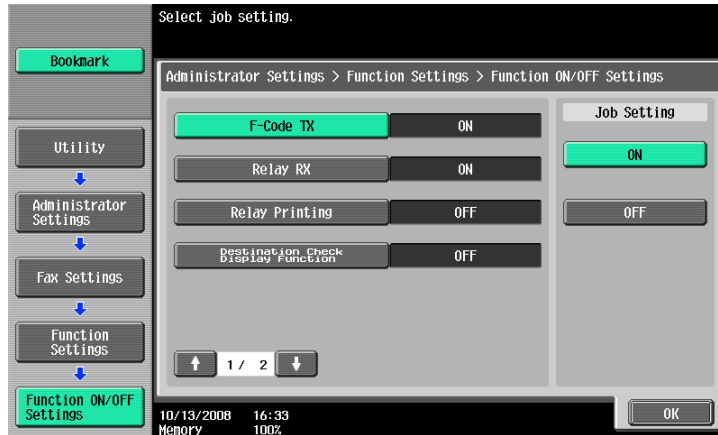 Select job setting.
Bookmark
Administrator Settings > Function Settings > Function ON/OFF Settings
Utility
Administrator
Settings
Fax Settings
Function
Settings
Function ON/OFF
Settings
F-Code TX ON
Relay RX ON
Relay Printing OFF
Destination Check
Display Function OFF
1/ 2
Job Setting
ON
OFF
10/13/2008 16:33
Memory 100%
OK